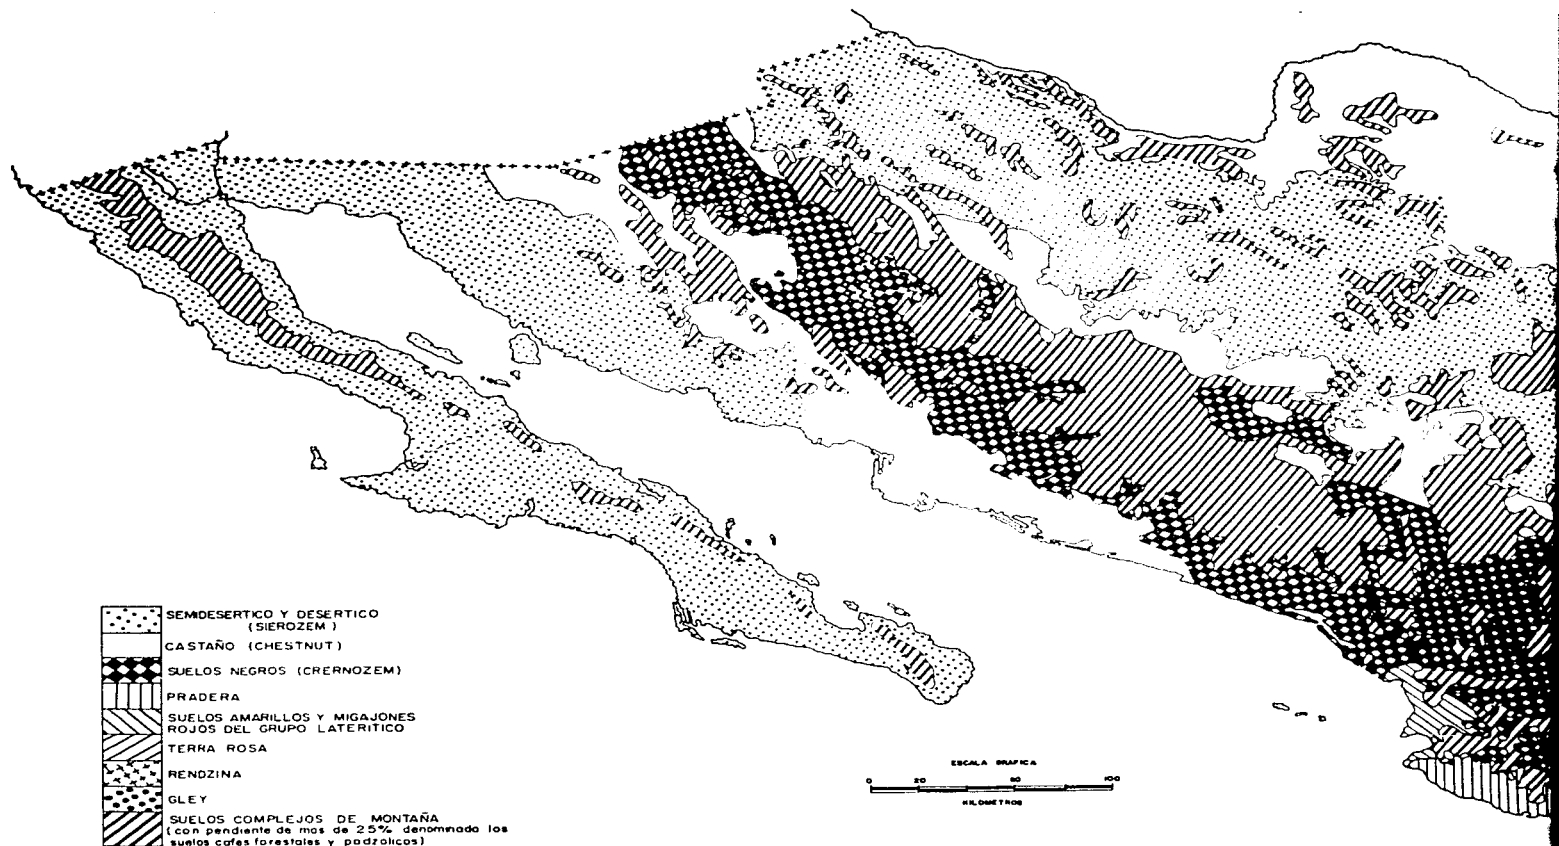 SEMIDESERTICO Y DESERTICO
(SIEROZEM)
CASTAÑO (CHESTNUT)
SUELOS NEGROS (CRERNOZEM)
PRADERA
SUELOS AMARILLOS Y MIGAJONES
ROJOS DEL GRUPO LATERITICO
TERRA ROSA
RENDZINA
GLEY
SUELOS COMPLEJOS DE MONTAÑA
(con pendiente de mas de 25% denominado los
suelos cafes forestales y podzolicos)
ESCALA GRAFICA
0 20 60 100
KILOMETROS